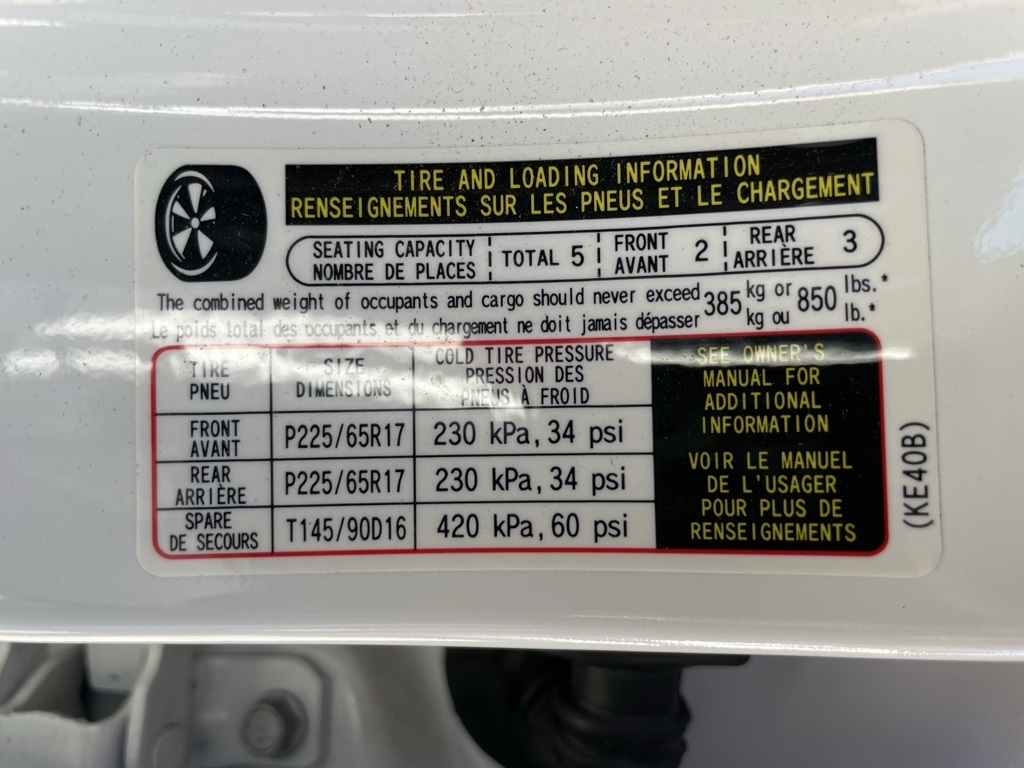 TIRE AND LOADING INFORMATION
RENSEIGNEMENTS SUR LES PNEUS ET LE CHARGEMENT
SEATING CAPACITY TOTAL 5 FRONT 2 REAR 3
NOMBRE DE PLACES AVANT ARRIÈRE
The combined weight of occupants and cargo should never exceed 385 kg or 850 lbs.*
Le poids total des occupants et du chargement ne doit jamais dépasser kg ou lb.*
TIRE
PNEU
SIZE
DIMENSIONS
COLD TIRE PRESSURE
PRESSION DES
PNEUS À FROID
FRONT
AVANT
P225/65R17
230 kPa, 34 psi
REAR
ARRIÈRE
P225/65R17
230 kPa, 34 psi
SPARE
DE SECOURS
T145/90D16
420 kPa, 60 psi
SEE OWNER'S
MANUAL FOR
ADDITIONAL
INFORMATION
VOIR LE MANUEL
DE L'USAGER
POUR PLUS DE
RENSEIGNEMENTS
(KE40B)